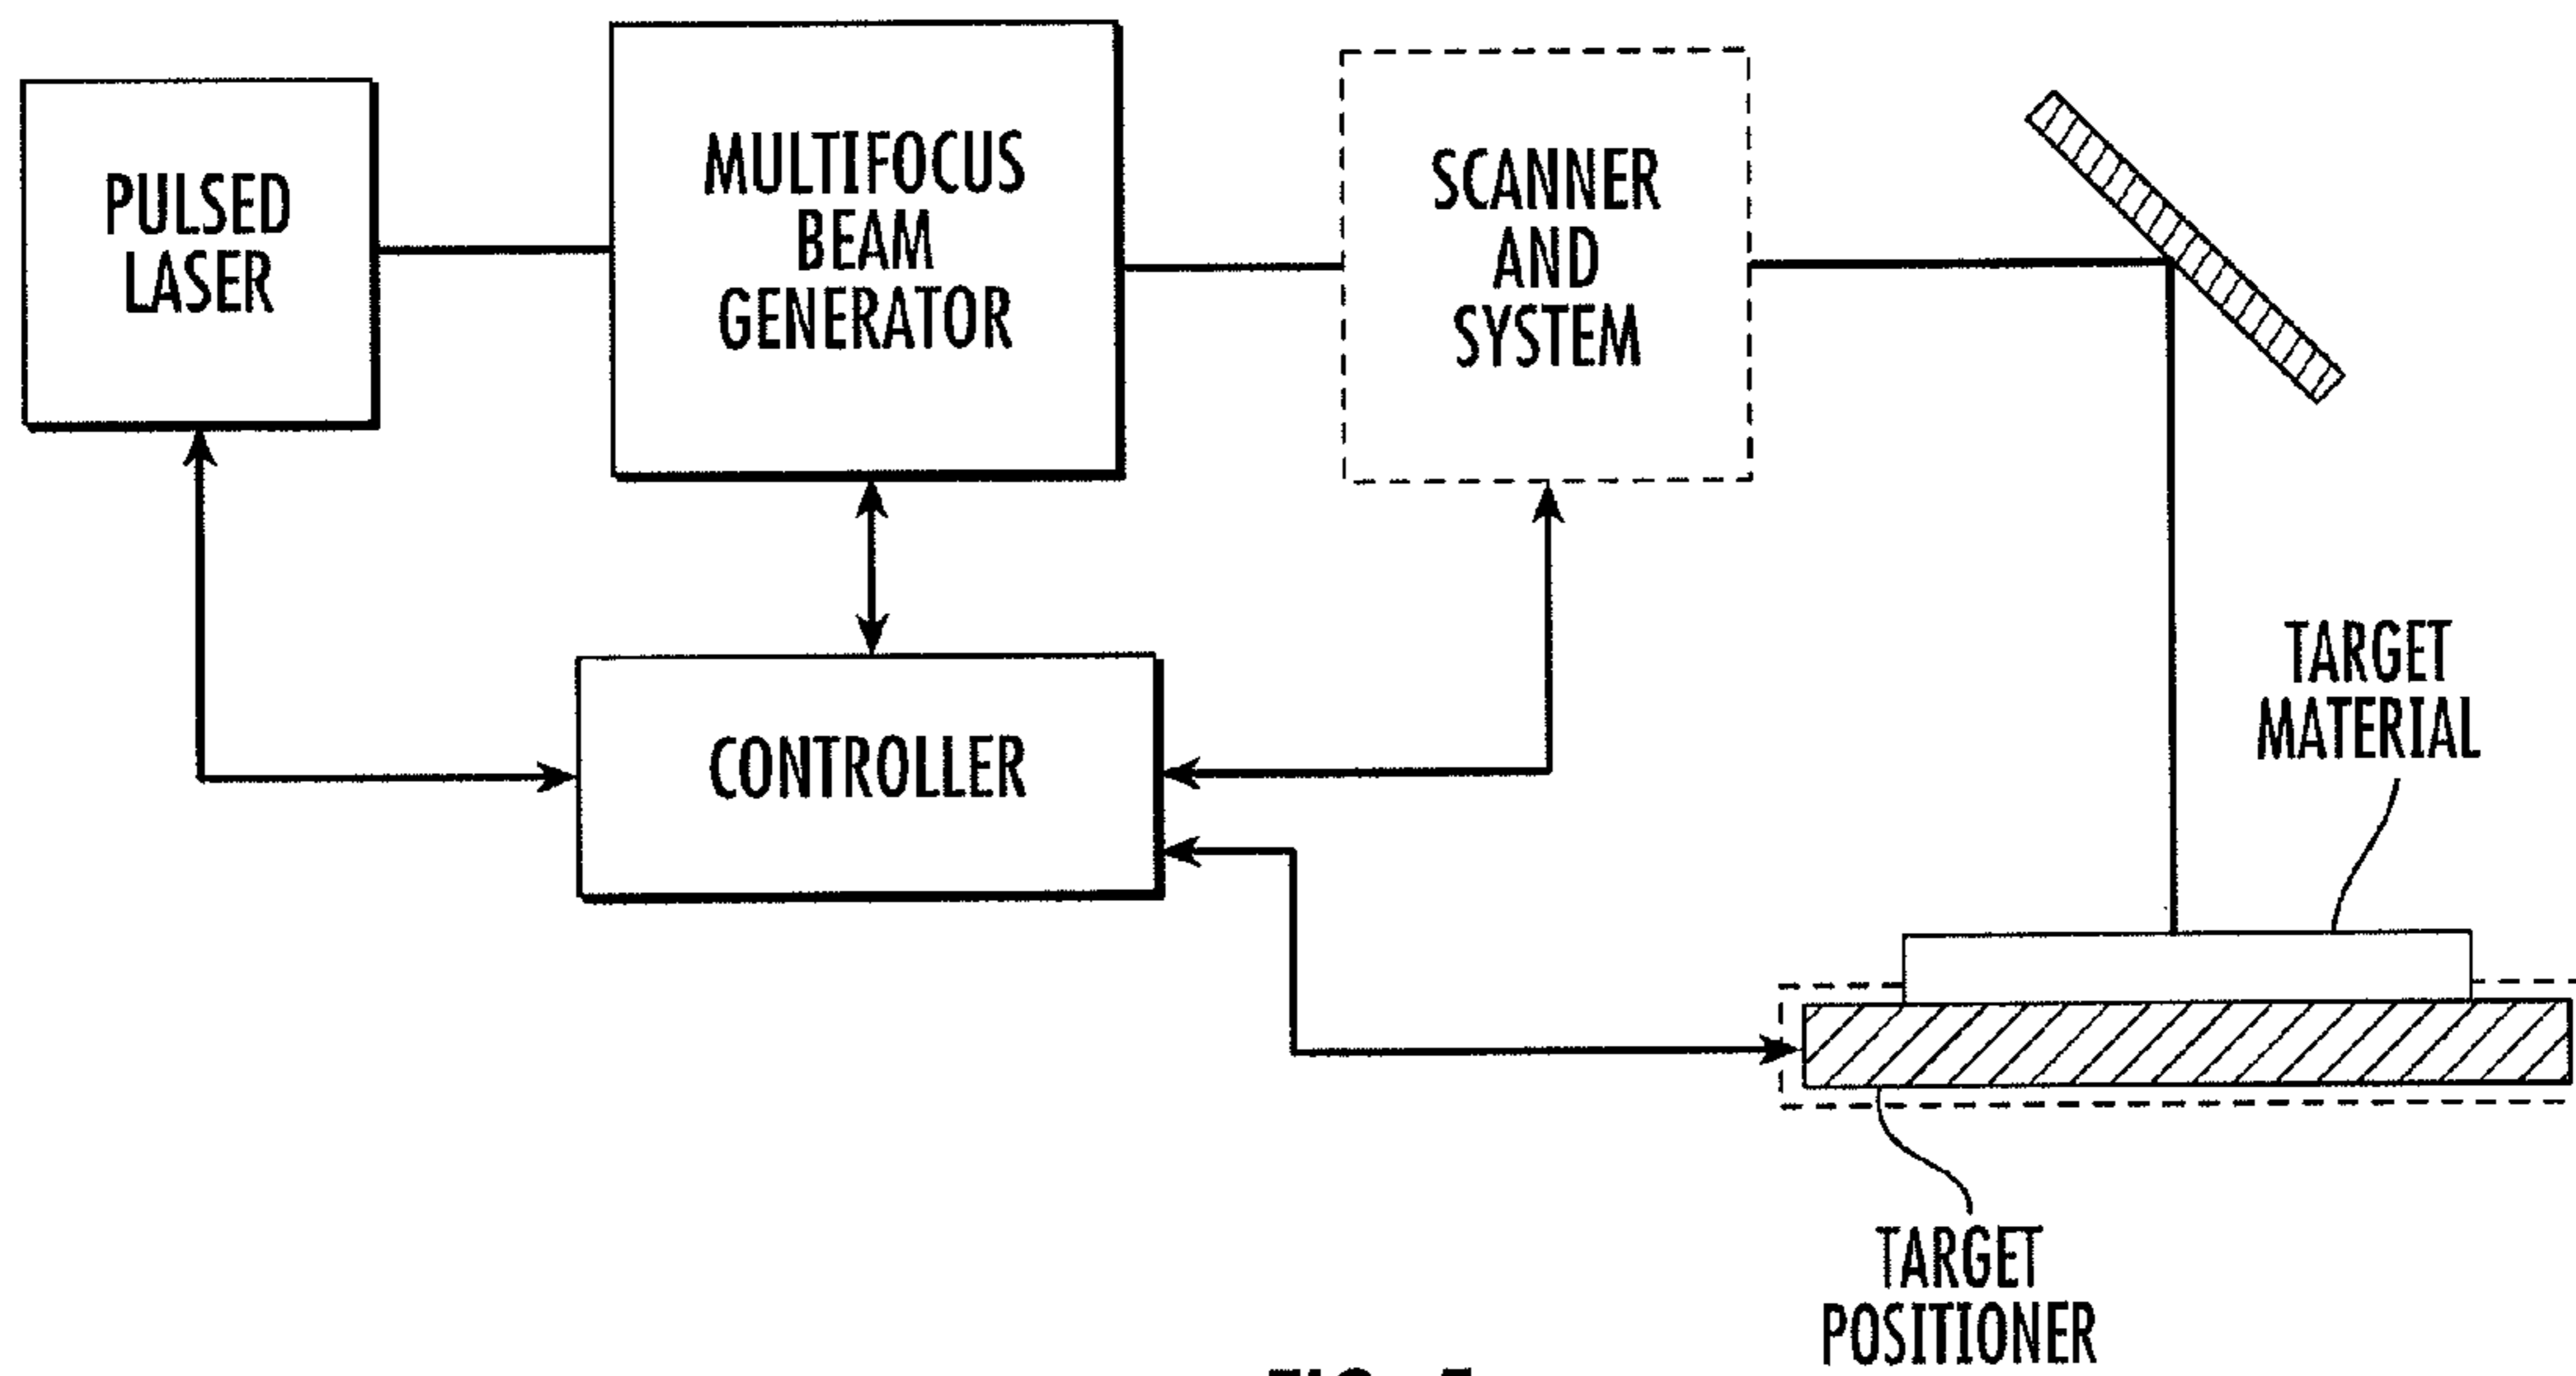 PULSED
LASER
MULTIFOCUS
BEAM
GENERATOR
SCANNER
AND
SYSTEM
CONTROLLER
TARGET
MATERIAL
TARGET
POSITIONER